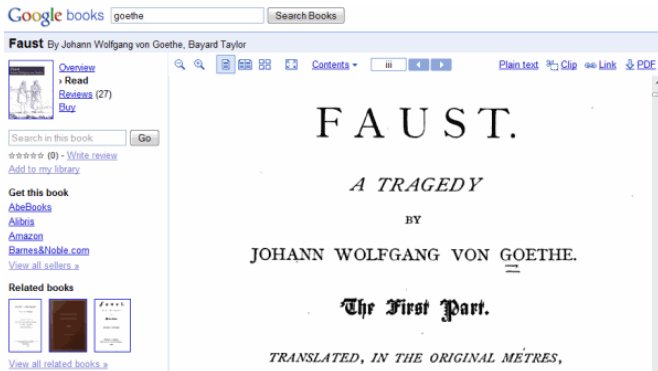 Google books goethe Search Books
Faust By Johann Wolfgang von Goethe, Bayard Taylor
Overview
› Read
Reviews (27)
Buy
Search in this book Go
(0) - Write review
Add to my library
Get this book
AbeBooks
Alibris
Amazon
Barnes&Noble.com
View all sellers »
Related books
View all related books »
Contents iii Plain text Clip Link PDF
FAUST.
A TRAGEDY
BY
JOHANN WOLFGANG VON GOETHE.
The First Part.
TRANSLATED, IN THE ORIGINAL METRES,